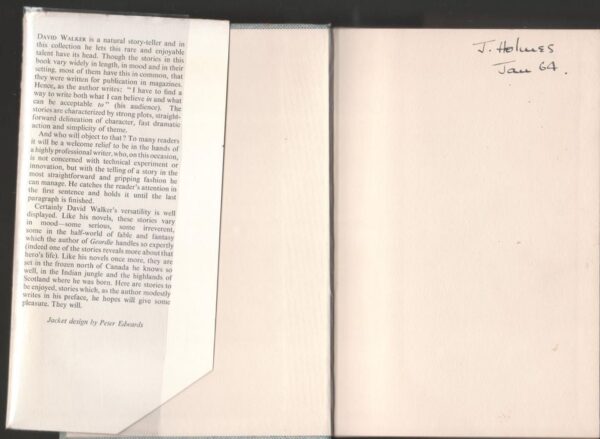 DAVID WALKER is a natural story-teller and in
this collection he lets this rare and enjoyable
talent have its head. Though the stories in this
book vary widely in length, in mood and in their
setting, most of them have this in common, that
they were written for publication in magazines.
Hence, as the author writes: "I have to find a
way to write both what I can believe in and what
can be acceptable to" (his audience). The
stories are characterized by strong plots, straight-
forward delineation of character, fast dramatic
action and simplicity of theme.
And who will object to that? To many readers
it will be a welcome relief to be in the hands of
a highly professional writer, who, on this occasion,
is not concerned with technical experiment or
innovation, but with the telling of a story in the
most straightforward and gripping fashion he
can manage. He catches the reader's attention in
the first sentence and holds it until the last
paragraph is finished.
Certainly David Walker's versatility is well
displayed. Like his novels, these stories vary
in mood—some serious, some irreverent,
some in the half-world of fable and fantasy
which the author of Geordie handles so expertly
(indeed one of the stories reveals more about that
hero's life). Like his novels once more, they are
set in the frozen north of Canada he knows so
well, in the Indian jungle and the highlands of
Scotland where he was born. Here are stories to
be enjoyed, stories which, as the author modestly
writes in his preface, he hopes will give some
pleasure. They will.
Jacket design by Peter Edwards
J. Holmes
Jan 64.